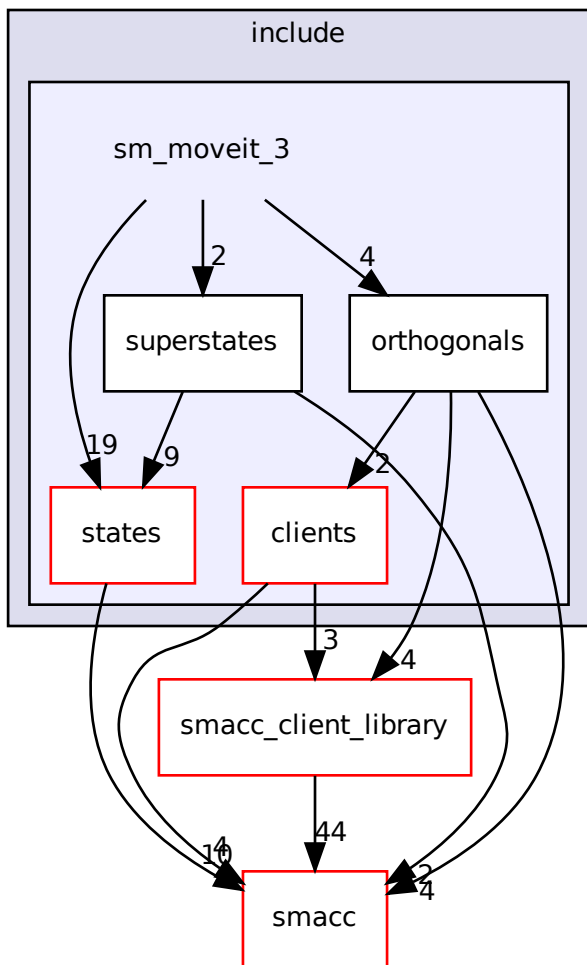 include
sm_moveit_3
2
4
superstates
orthogonals
19
9
2
states
clients
3
4
smacc_client_library
44
4
10
2
4
smacc